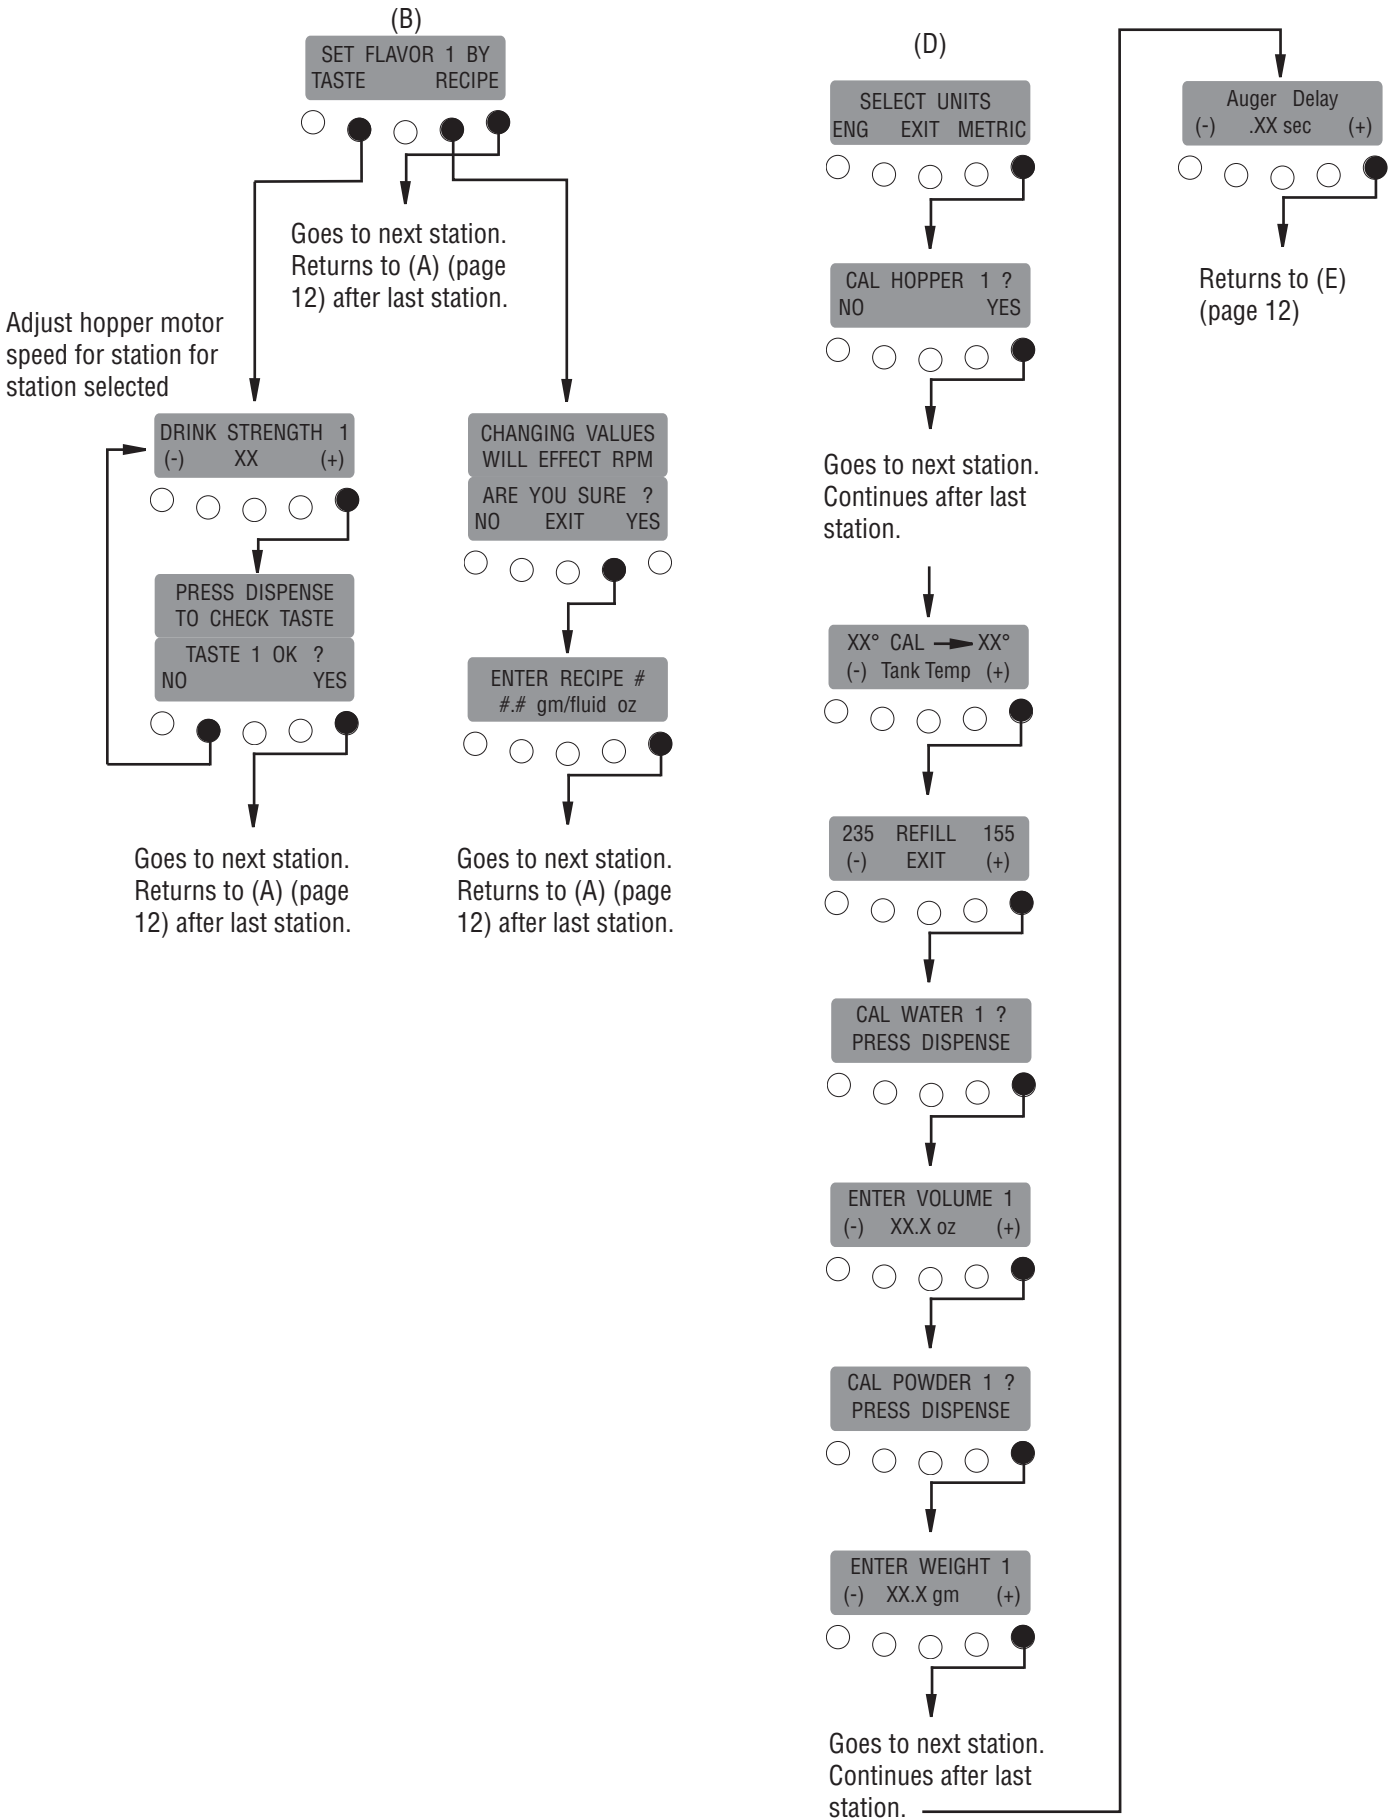 (B)
SET FLAVOR 1 BY
TASTE RECIPE
Goes to next station.
Returns to (A) (page
12) after last station.
Adjust hopper motor
speed for station for
station selected
DRINK STRENGTH 1
(-) XX (+)
PRESS DISPENSE
TO CHECK TASTE
TASTE 1 OK ?
NO YES
Goes to next station.
Returns to (A) (page
12) after last station.
CHANGING VALUES
WILL EFFECT RPM
ARE YOU SURE ?
NO EXIT YES
ENTER RECIPE #
#.# gm/fluid oz
Goes to next station.
Returns to (A) (page
12) after last station.
(D)
SELECT UNITS
ENG EXIT METRIC
CAL HOPPER 1 ?
NO YES
Goes to next station.
Continues after last
station.
XX° CAL XX°
(-) Tank Temp (+)
235 REFILL 155
(-) EXIT (+)
CAL WATER 1 ?
PRESS DISPENSE
ENTER VOLUME 1
(-) XX.X oz (+)
CAL POWDER 1 ?
PRESS DISPENSE
ENTER WEIGHT 1
(-) XX.X gm (+)
Goes to next station.
Continues after last
station.
Auger Delay
(-) .XX sec (+)
Returns to (E)
(page 12)